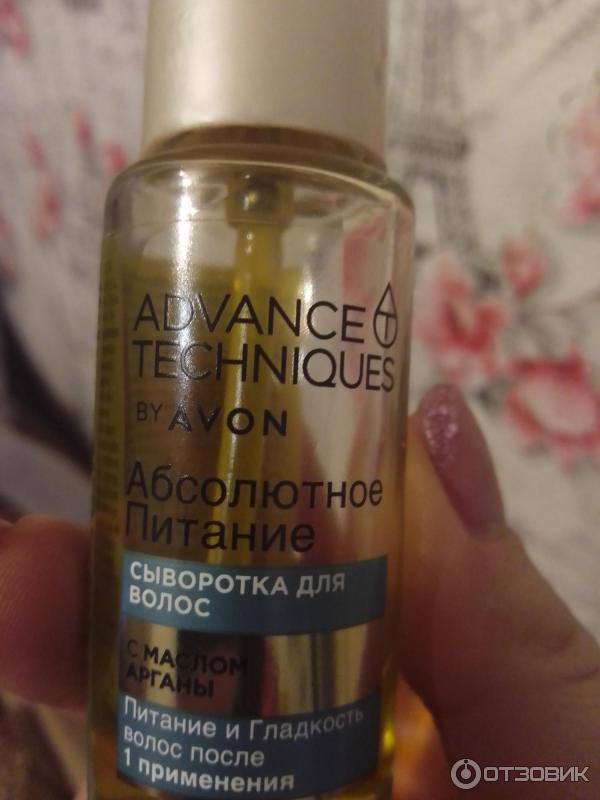 ADVANCE
TECHNIQUES
BY AVON
Абсолютное
Питание
СЫВОРОТКА ДЛЯ
ВОЛОС
С МАСЛОМ
АРГАНЫ
Питание и Гладкость
волос после
1 применения
ОТЗОВИК